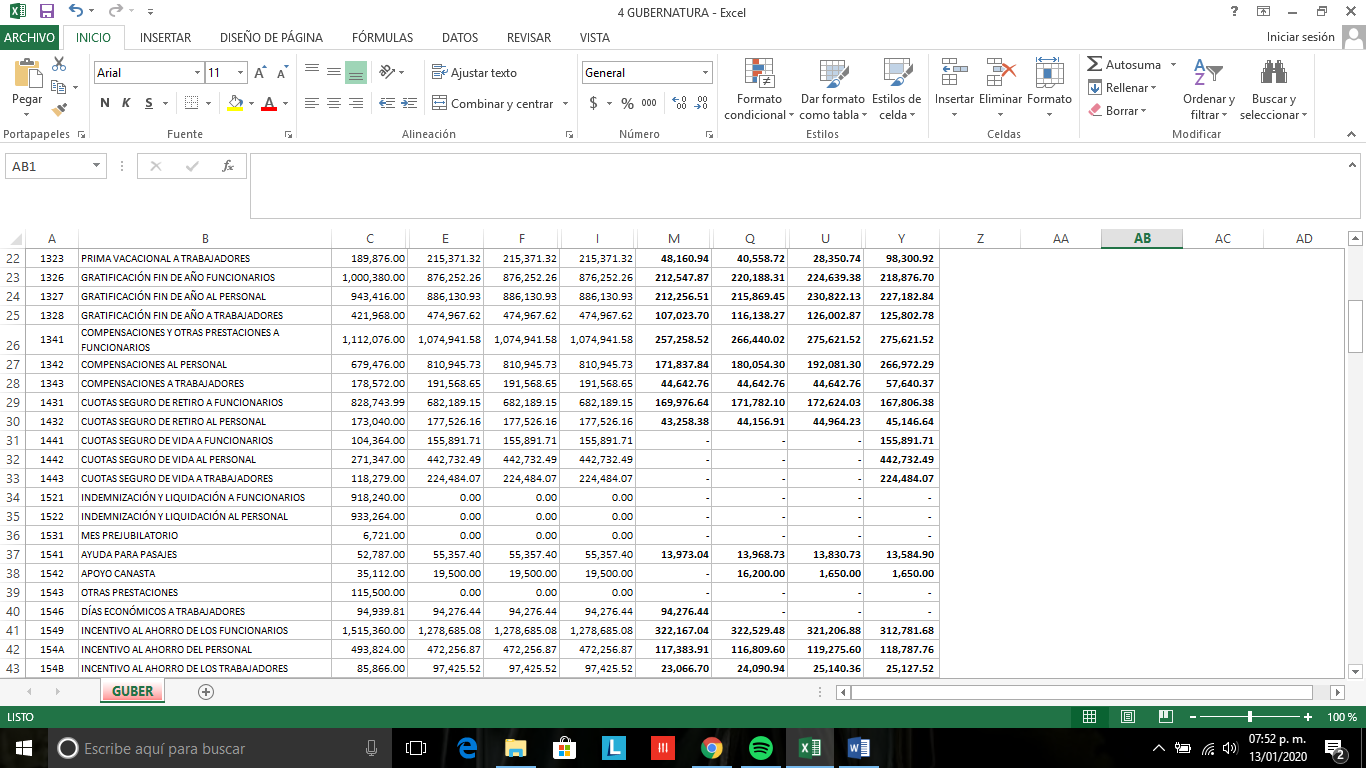 4 GUBERNATURA - Excel
ARCHIVO INICIO INSERTAR DISEÑO DE PÁGINA FÓRMULAS DATOS REVISAR VISTA Iniciar sesión
Pegar Arial 11 Ajustar texto General Autosuma
N K S Combinar y centrar $ % 000 Formato condicional Dar formato como tabla Estilos de celda Insertar Eliminar Formato Rellenar Borrar Ordenar y filtrar Buscar y seleccionar
Portapapeles Fuente Alineación Número Estilos Celdas Modificar
AB1 fx
A B C E F I M Q U Y Z AA AB AC AD
22 1323 PRIMA VACACIONAL A TRABAJADORES 189,876.00 215,371.32 215,371.32 215,371.32 48,160.94 40,558.72 28,350.74 98,300.92
23 1326 GRATIFICACIÓN FIN DE AÑO FUNCIONARIOS 1,000,380.00 876,252.26 876,252.26 876,252.26 212,547.87 220,188.31 224,639.38 218,876.70
24 1327 GRATIFICACIÓN FIN DE AÑO AL PERSONAL 943,416.00 886,130.93 886,130.93 886,130.93 212,256.51 215,869.45 230,822.13 227,182.84
25 1328 GRATIFICACIÓN FIN DE AÑO A TRABAJADORES 421,968.00 474,967.62 474,967.62 474,967.62 107,023.70 116,138.27 126,002.87 125,802.78
26 1341 COMPENSACIONES Y OTRAS PRESTACIONES A FUNCIONARIOS 1,112,076.00 1,074,941.58 1,074,941.58 1,074,941.58 257,258.52 266,440.02 275,621.52 275,621.52
27 1342 COMPENSACIONES AL PERSONAL 679,476.00 810,945.73 810,945.73 810,945.73 171,837.84 180,054.30 192,081.30 266,972.29
28 1343 COMPENSACIONES A TRABAJADORES 178,572.00 191,568.65 191,568.65 191,568.65 44,642.76 44,642.76 44,642.76 57,640.37
29 1431 CUOTAS SEGURO DE RETIRO A FUNCIONARIOS 828,743.99 682,189.15 682,189.15 682,189.15 169,976.64 171,782.10 172,624.03 167,806.38
30 1432 CUOTAS SEGURO DE RETIRO AL PERSONAL 173,040.00 177,526.16 177,526.16 177,526.16 43,258.38 44,156.91 44,964.23 45,146.64
31 1441 CUOTAS SEGURO DE VIDA A FUNCIONARIOS 104,364.00 155,891.71 155,891.71 155,891.71 - - - 155,891.71
32 1442 CUOTAS SEGURO DE VIDA AL PERSONAL 271,347.00 442,732.49 442,732.49 442,732.49 - - - 442,732.49
33 1443 CUOTAS SEGURO DE VIDA A TRABAJADORES 118,279.00 224,484.07 224,484.07 224,484.07 - - - 224,484.07
34 1521 INDEMNIZACIÓN Y LIQUIDACIÓN A FUNCIONARIOS 918,240.00 0.00 0.00 0.00 - - - -
35 1522 INDEMNIZACIÓN Y LIQUIDACIÓN AL PERSONAL 933,264.00 0.00 0.00 0.00 - - - -
36 1531 MES PREJUBILATORIO 6,721.00 0.00 0.00 0.00 - - - -
37 1541 AYUDA PARA PASAJES 52,787.00 55,357.40 55,357.40 55,357.40 13,973.04 13,968.73 13,830.73 13,584.90
38 1542 APOYO CANASTA 35,112.00 19,500.00 19,500.00 19,500.00 - 16,200.00 1,650.00 1,650.00
39 1543 OTRAS PRESTACIONES 115,500.00 0.00 0.00 0.00 - - - -
40 1546 DÍAS ECONÓMICOS A TRABAJADORES 94,939.81 94,276.44 94,276.44 94,276.44 94,276.44 - - -
41 1549 INCENTIVO AL AHORRO DE LOS FUNCIONARIOS 1,515,360.00 1,278,685.08 1,278,685.08 1,278,685.08 322,167.04 322,529.48 321,206.88 312,781.68
42 154A INCENTIVO AL AHORRO DEL PERSONAL 493,824.00 472,256.87 472,256.87 472,256.87 117,383.91 116,809.60 119,275.60 118,787.76
43 154B INCENTIVO AL AHORRO DE LOS TRABAJADORES 85,866.00 97,425.52 97,425.52 97,425.52 23,066.70 24,090.94 25,140.36 25,127.52
GUBER
LISTO 100 %
Escribe aquí para buscar 07:52 p. m.
13/01/2020 2